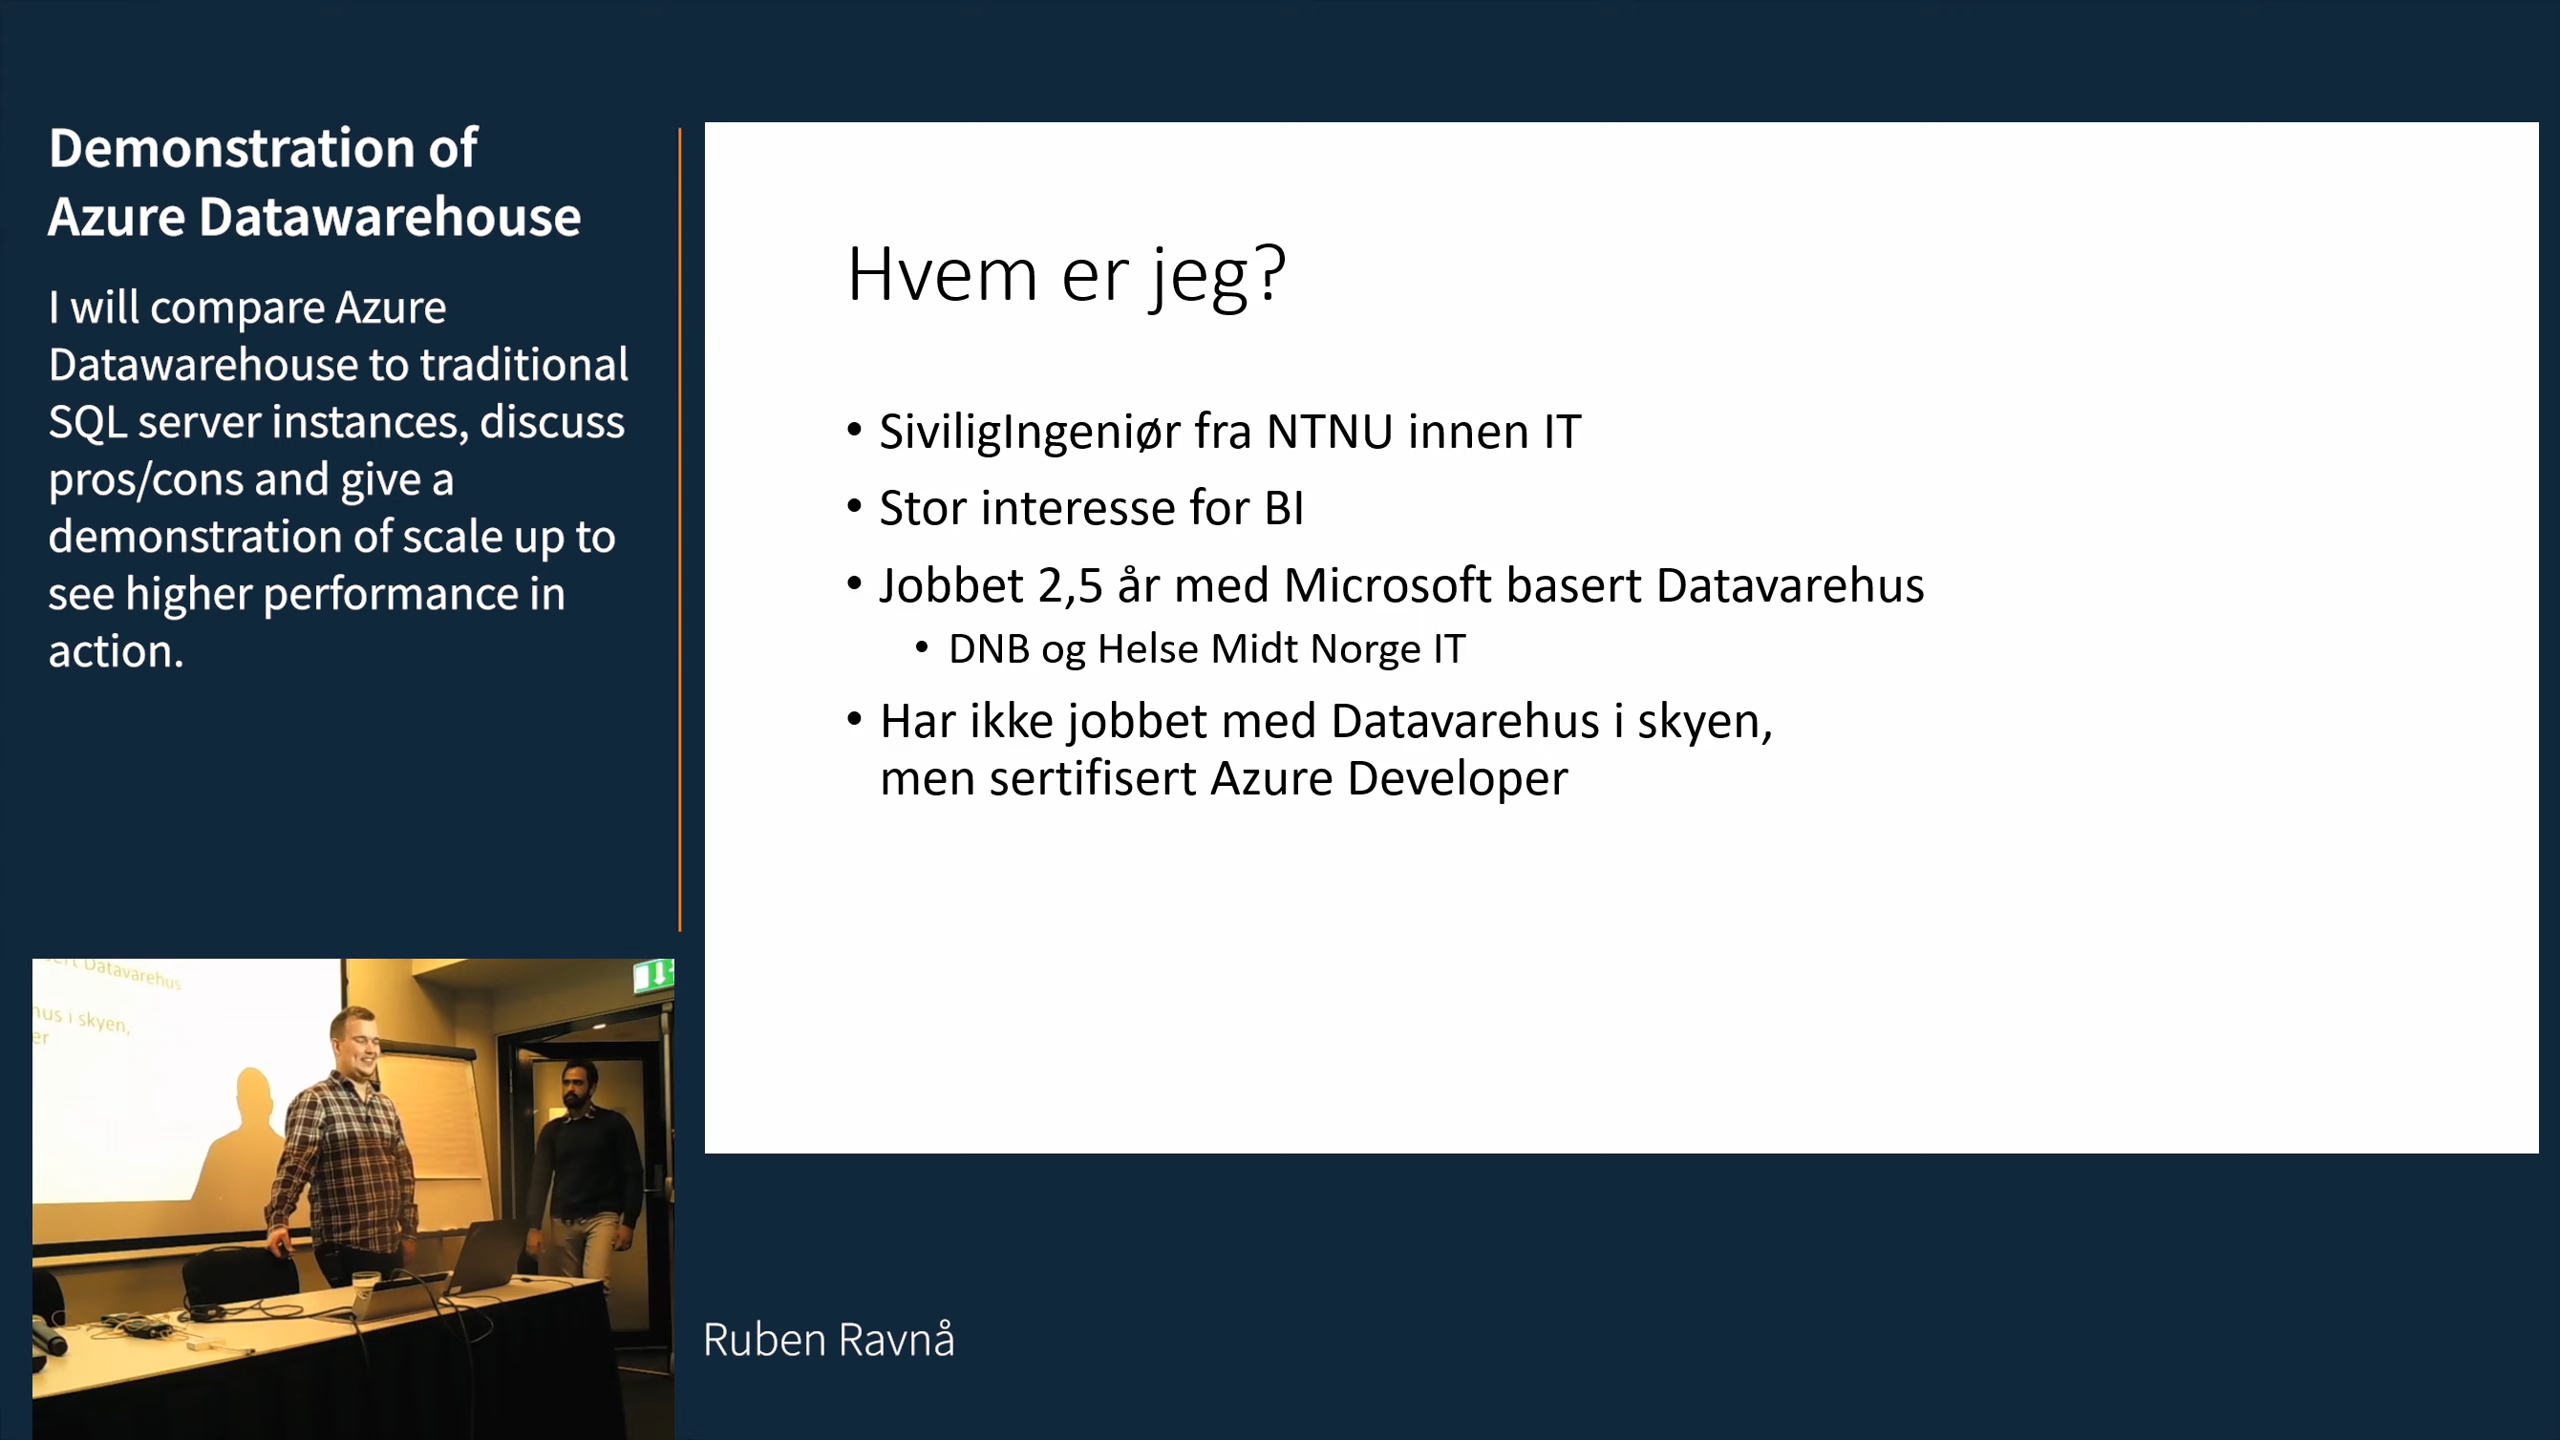 Demonstration of
Azure Datawarehouse
I will compare Azure
Datawarehouse to traditional
SQL server instances, discuss
pros/cons and give a
demonstration of scale up to
see higher performance in
action.
Hvem er jeg?
• SiviligIngeniør fra NTNU innen IT
• Stor interesse for BI
• Jobbet 2,5 år med Microsoft basert Datavarehus
• DNB og Helse Midt Norge IT
• Har ikke jobbet med Datavarehus i skyen,
men sertifisert Azure Developer
Datavarehus
i skyen,
er
Ruben Ravnå